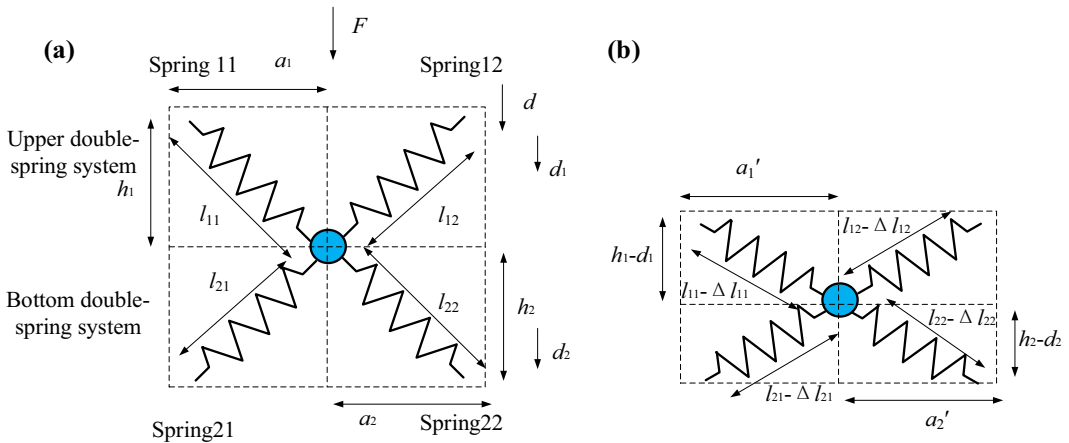 (a)
F
Spring 11
a₁
Spring12
d
Upper double-
spring system
h₁
d₁
l₁₁
l₁₂
l₂₁
l₂₂
Bottom double-
spring system
h₂
d₂
Spring21
a₂
Spring22
(b)
a₁′
h₁-d₁
l₁₂- Δ l₁₂
l₁₁- Δ l₁₁
l₂₂- Δ l₂₂
h₂-d₂
l₂₁- Δ l₂₁
a₂′